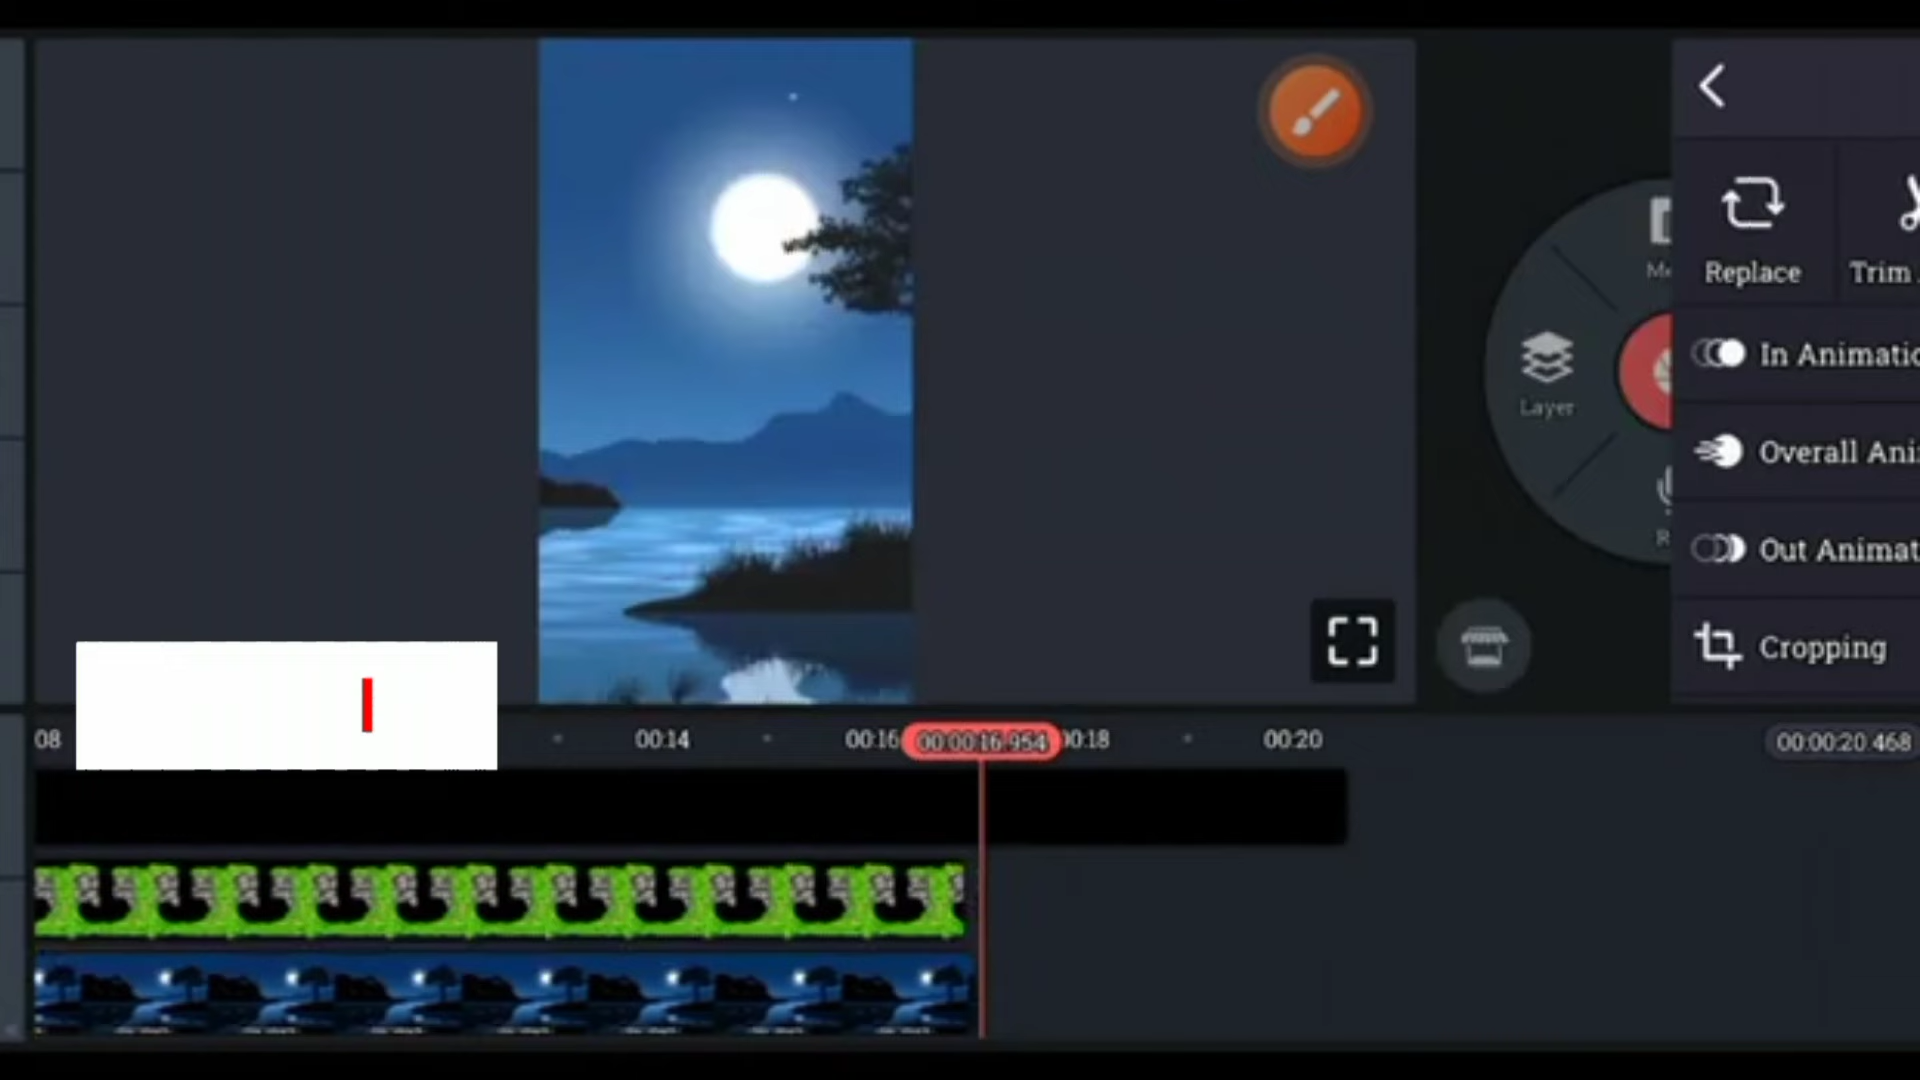 Replace
Trim
In Animatio
Layer
Overall Ani
Out Animat
Cropping
08
00:14
00:16
00:00:16.954
00:18
00:20
00:00:20.468